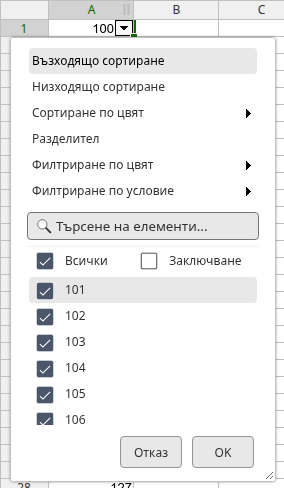 A B C
1 100
Възходящо сортиране
Низходящо сортиране
Сортиране по цвят
Разделител
Филтриране по цвят
Филтриране по условие
Търсене на елементи...
Всички Заключване
101
102
103
104
105
106
Отказ OK
28 127